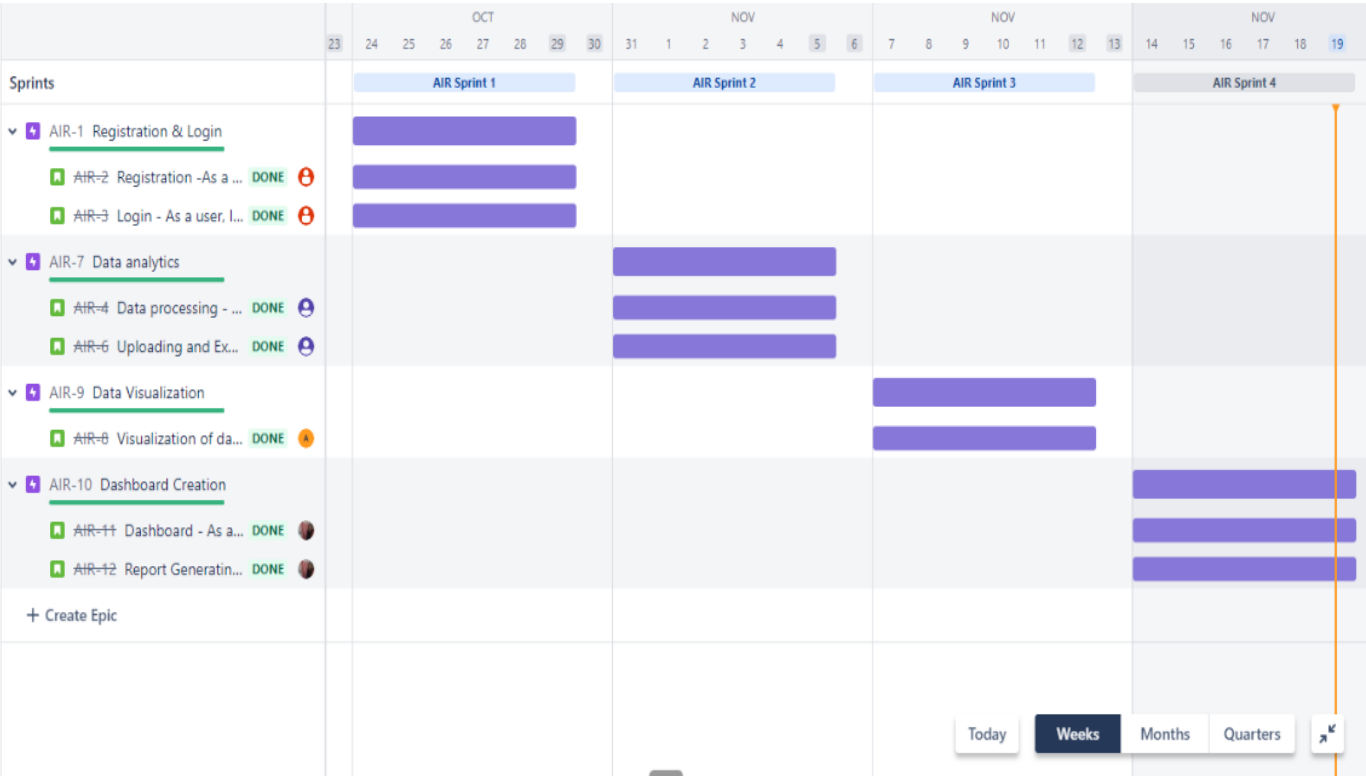 OCT NOV NOV NOV
23 24 25 26 27 28 29 30 31 1 2 3 4 5 6 7 8 9 10 11 12 13 14 15 16 17 18 19
Sprints AIR Sprint 1 AIR Sprint 2 AIR Sprint 3 AIR Sprint 4
AIR-1 Registration & Login
AIR-2 Registration -As a ... DONE
AIR-3 Login - As a user, I... DONE
AIR-7 Data analytics
AIR-4 Data processing - ... DONE
AIR-6 Uploading and Ex... DONE
AIR-9 Data Visualization
AIR-8 Visualization of da... DONE A
AIR-10 Dashboard Creation
AIR-11 Dashboard - As a... DONE
AIR-12 Report Generatin... DONE
+ Create Epic
Today Weeks Months Quarters